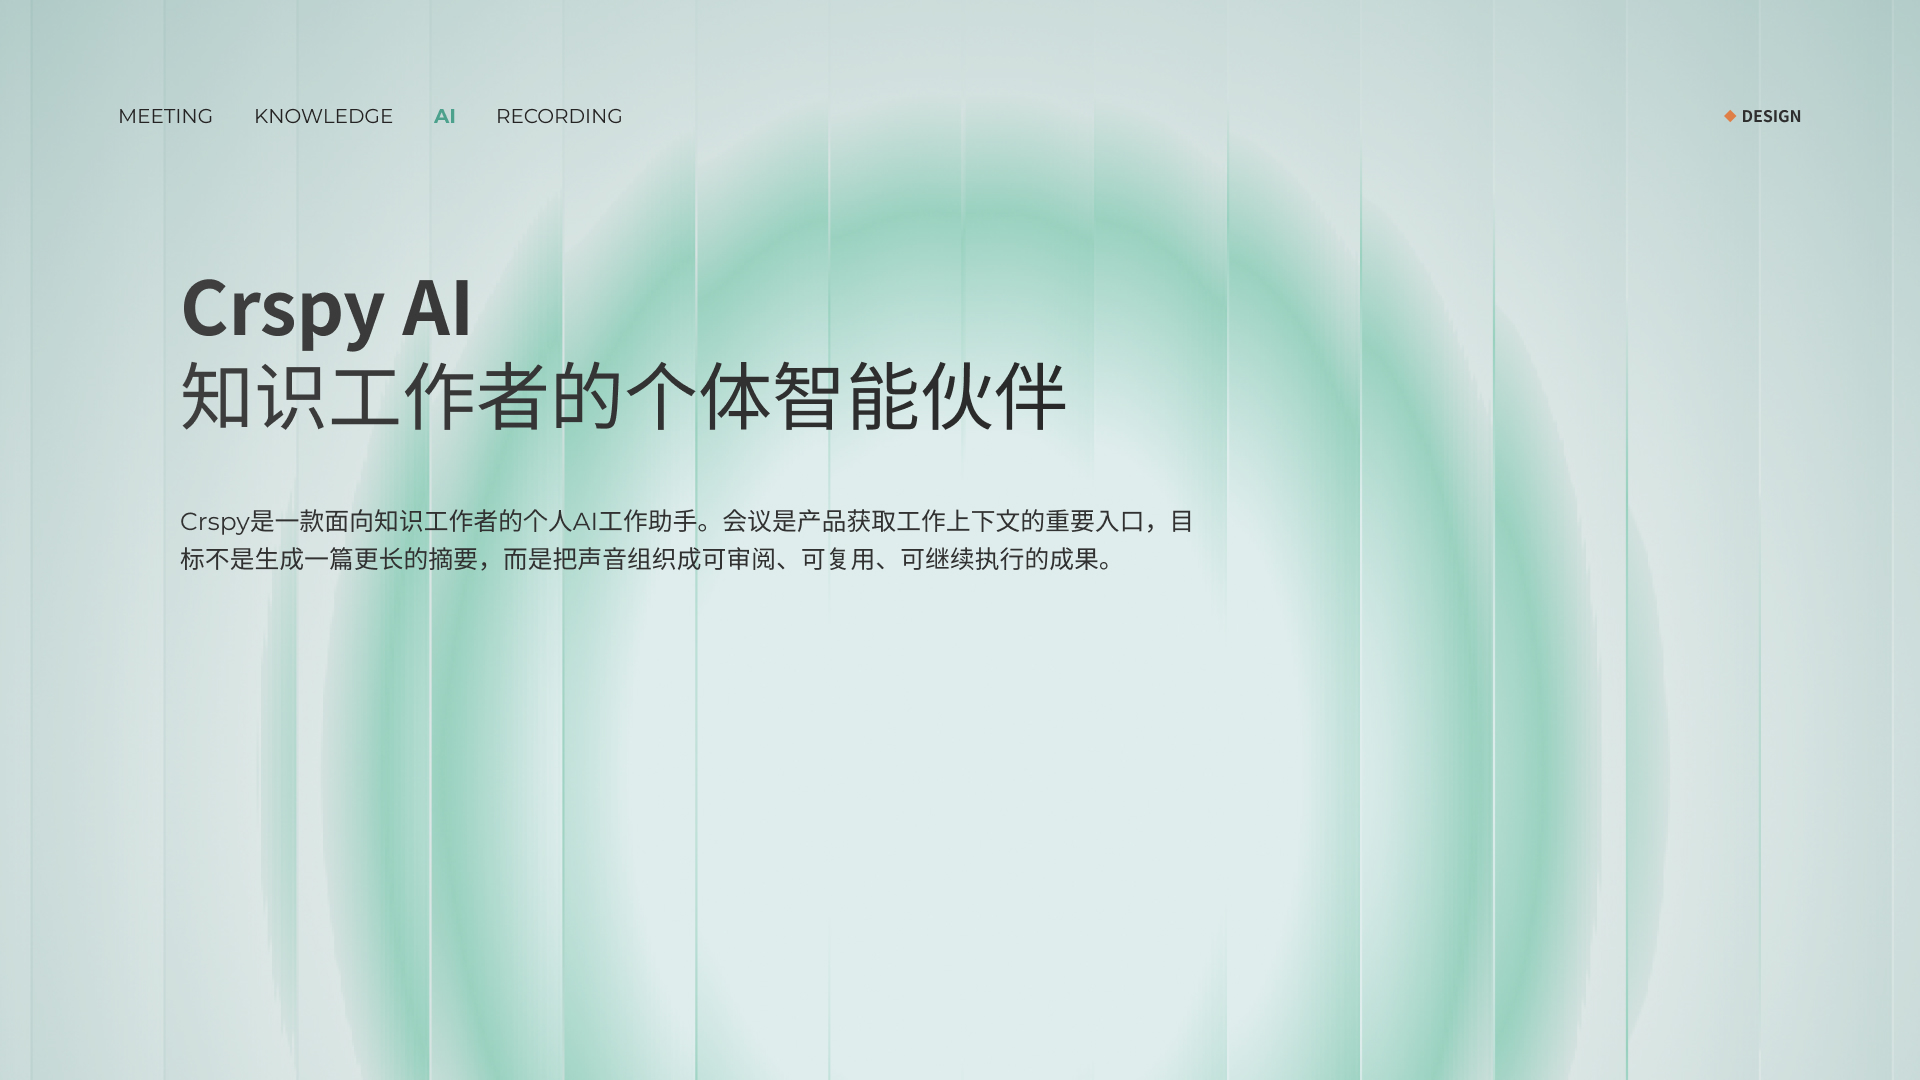 MEETING KNOWLEDGE AI RECORDING
DESIGN
Crspy AI
知识工作者的个体智能伙伴
Crspy是一款面向知识工作者的个人AI工作助手。会议是产品获取工作上下文的重要入口，目
标不是生成一篇更长的摘要，而是把声音组织成可审阅、可复用、可继续执行的成果。